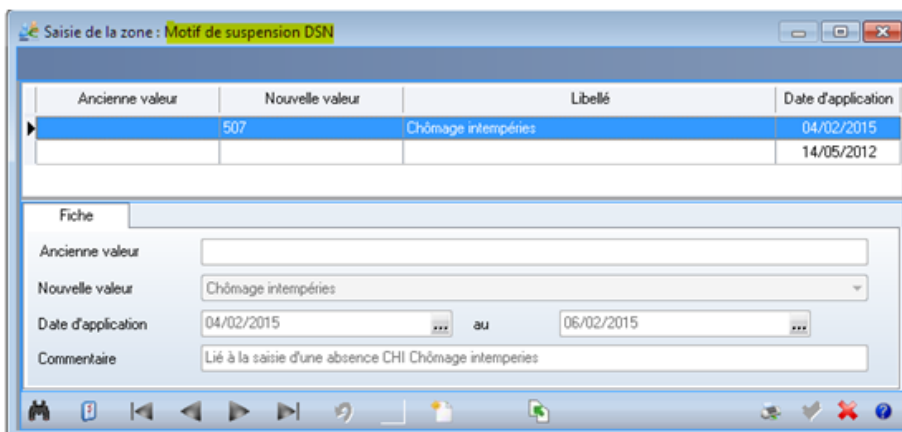 Saisie de la zone : Motif de suspension DSN
Ancienne valeur Nouvelle valeur Libellé Date d'application
507 Chômage intempéries 04/02/2015
14/05/2012
Fiche
Ancienne valeur
Nouvelle valeur Chômage intempéries
Date d'application 04/02/2015 ... au 06/02/2015 ...
Commentaire Lié à la saisie d'une absence CHI Chômage intemperies